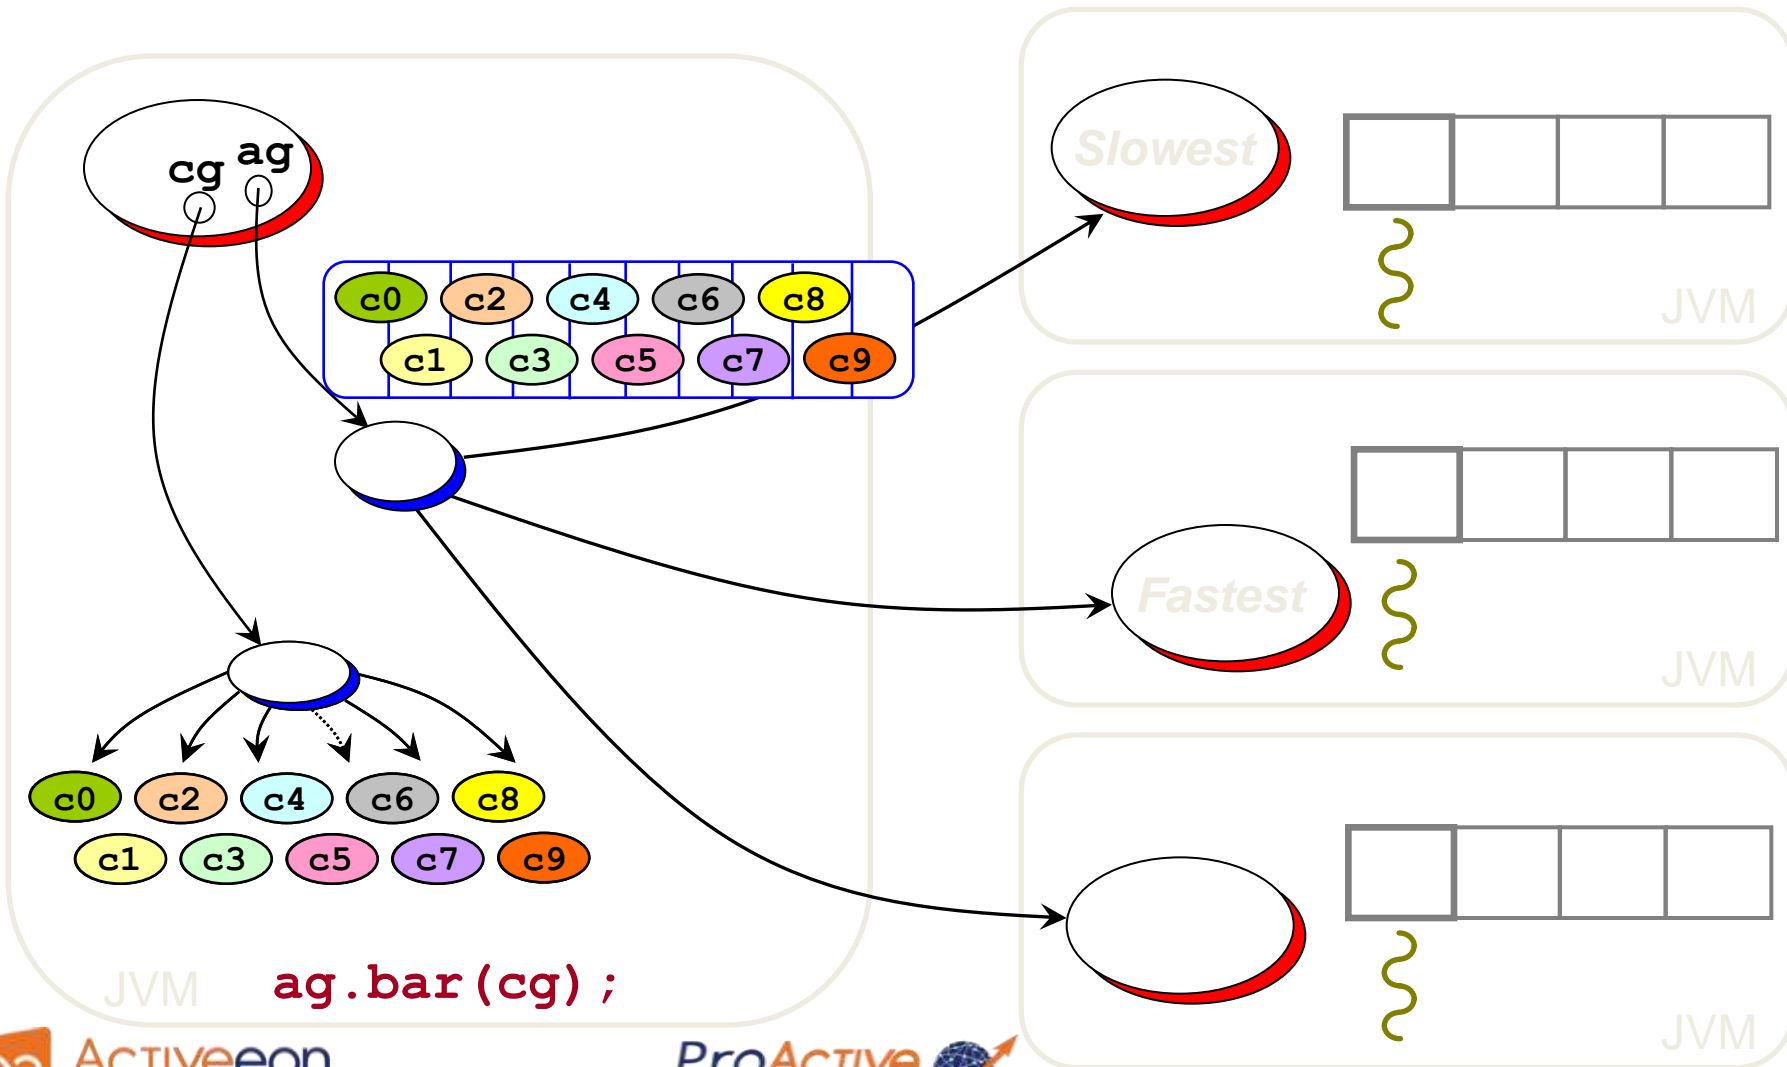 cg ag
c0 c2 c4 c6 c8
c1 c3 c5 c7 c9
c0 c2 c4 c6 c8
c1 c3 c5 c7 c9
JVM
ag.bar(cg);
Slowest
JVM
Fastest
JVM
JVM
Activeeon
ProActive